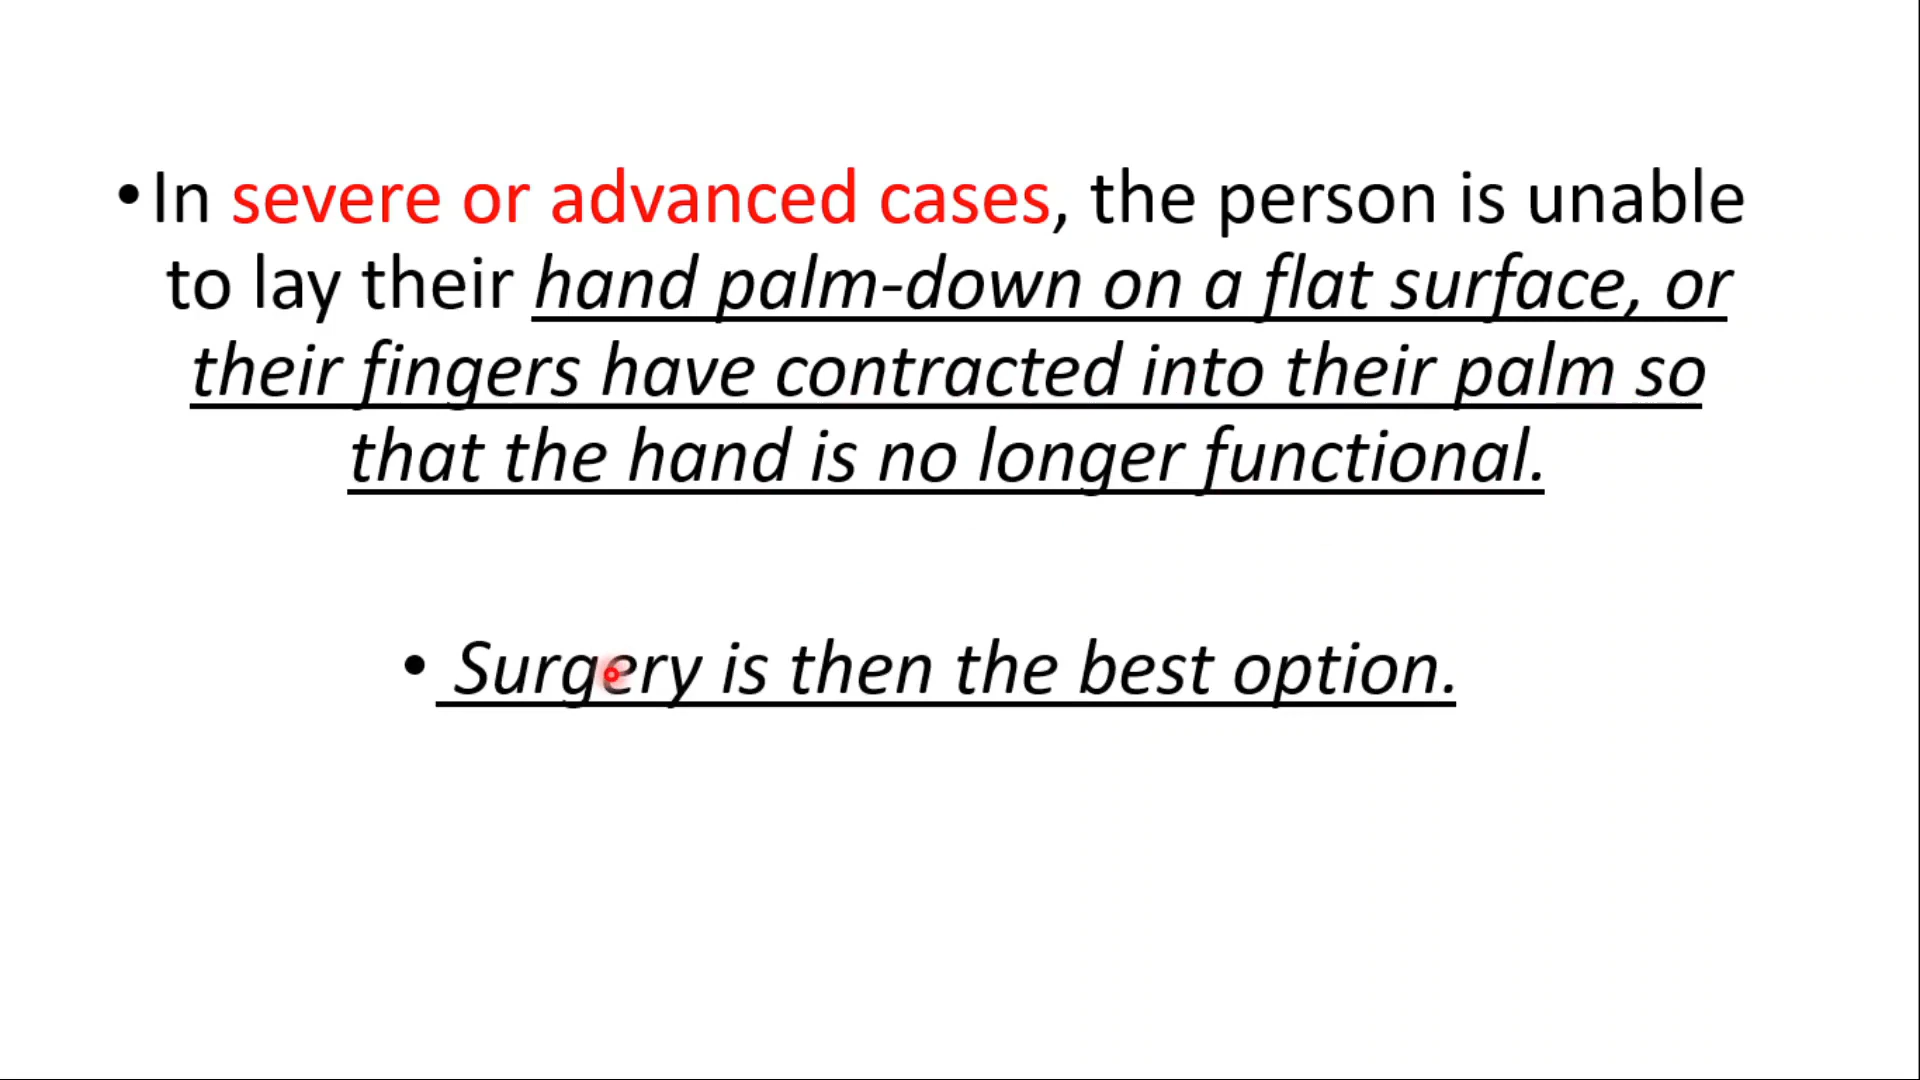 • In severe or advanced cases, the person is unable
to lay their hand palm-down on a flat surface, or
their fingers have contracted into their palm so
that the hand is no longer functional.
• Surgery is then the best option.